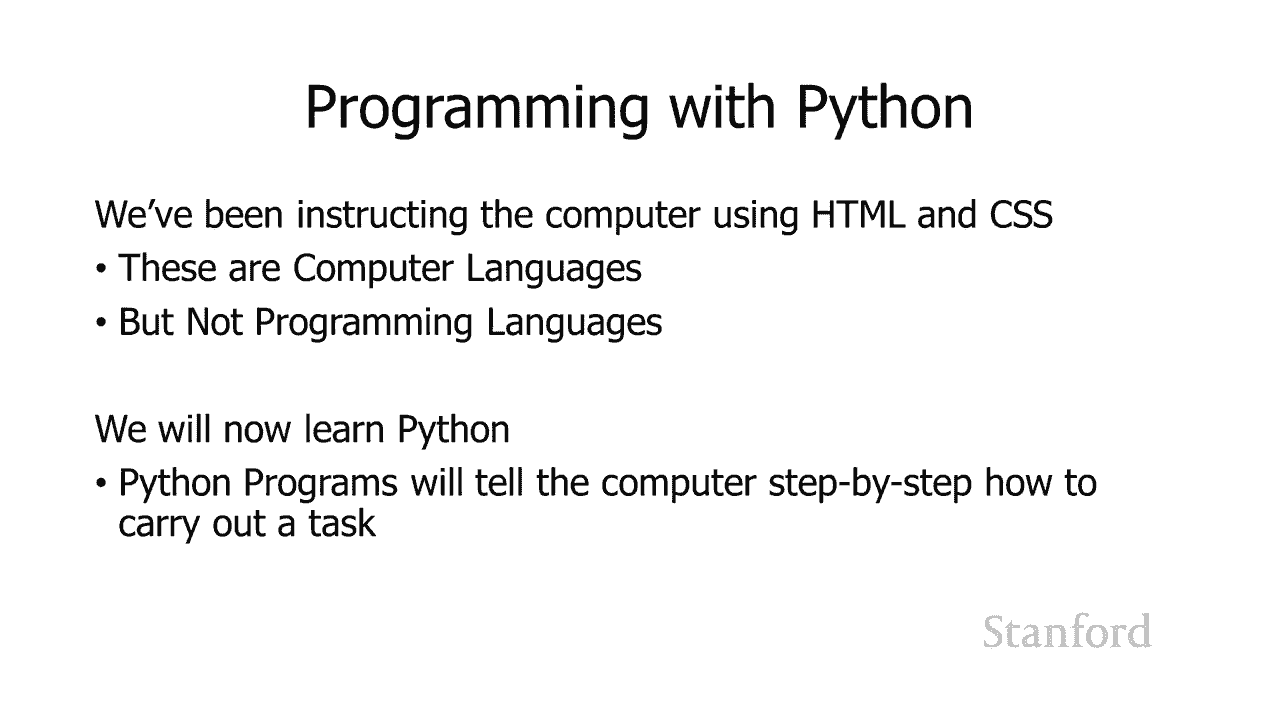 Programming with Python
We’ve been instructing the computer using HTML and CSS
• These are Computer Languages
• But Not Programming Languages
We will now learn Python
• Python Programs will tell the computer step-by-step how to
carry out a task
Stanford